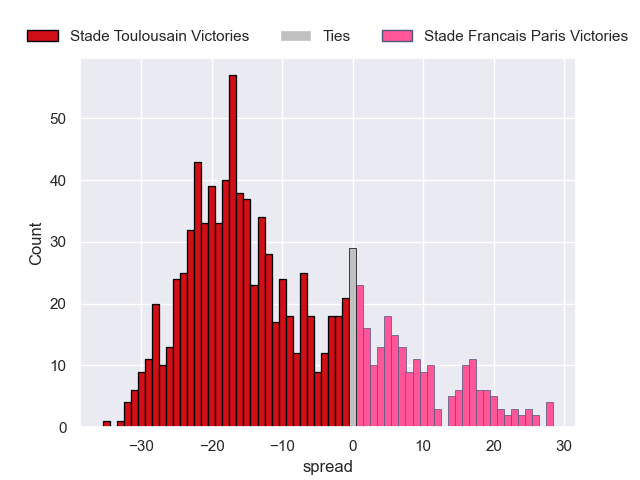 Stade Toulousain Victories Ties Stade Francais Paris Victories
50
40
30
20
10
0
Count
−30 −20 −10 0 10 20 30
spread